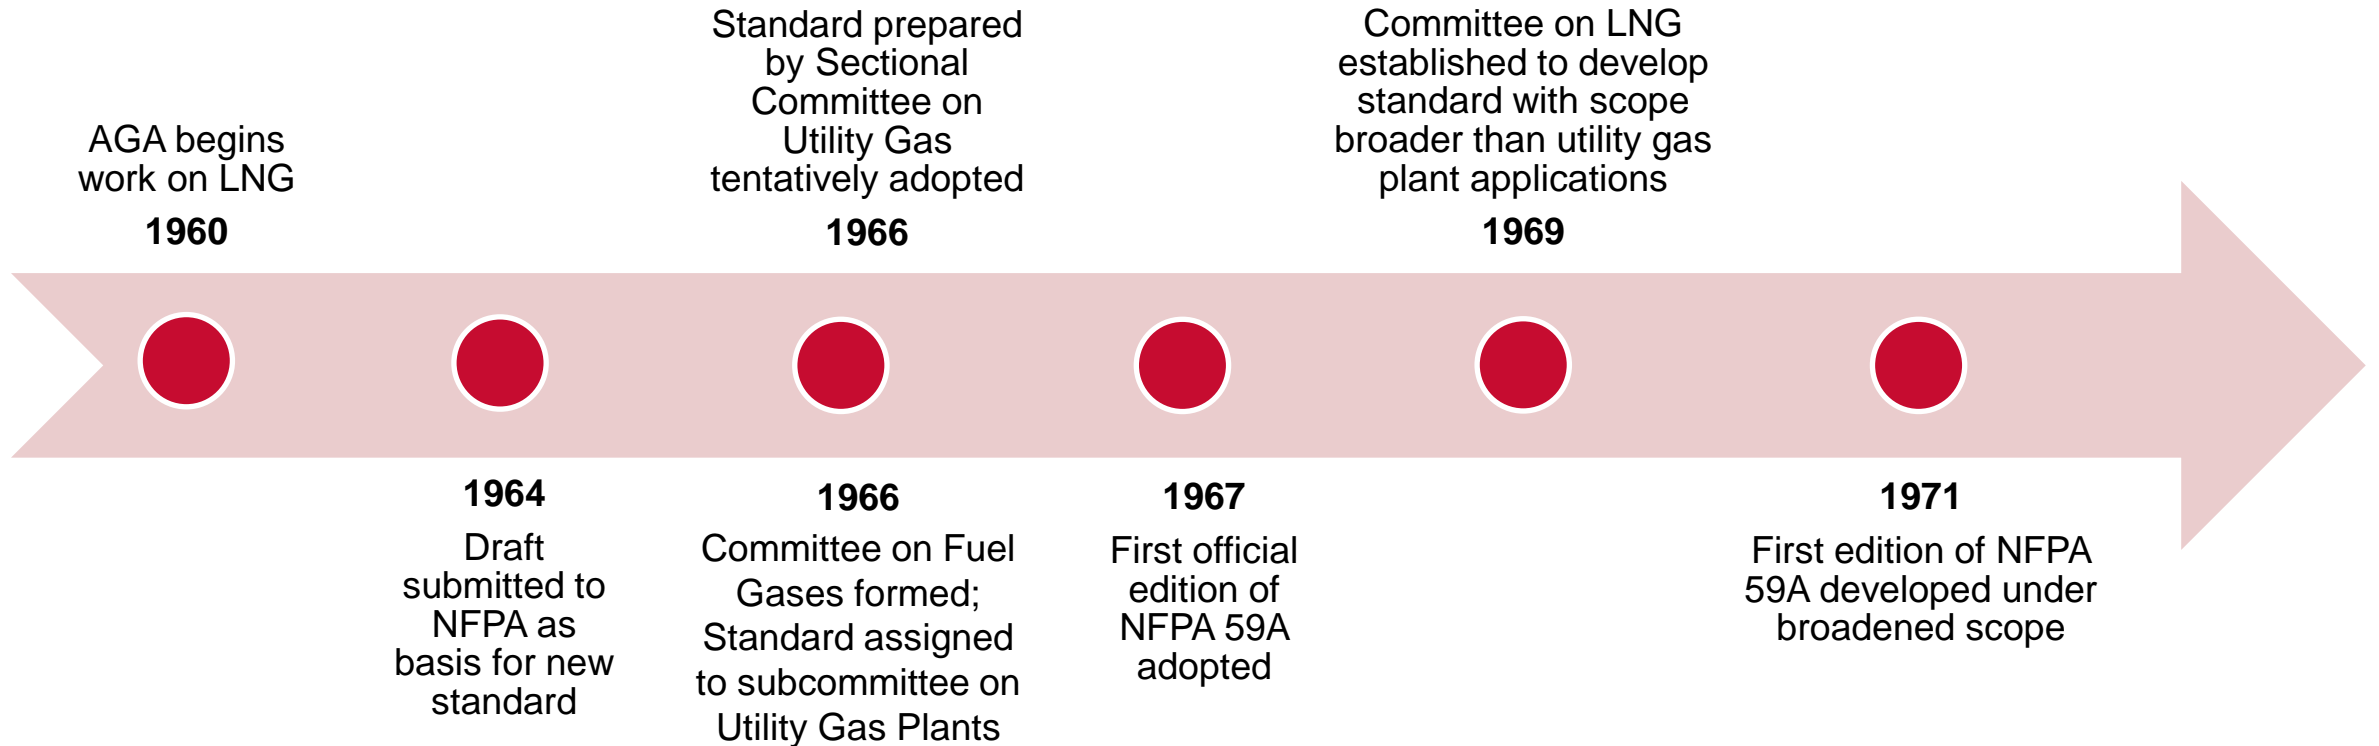 AGA begins
work on LNG
1960
Standard prepared
by Sectional
Committee on
Utility Gas
tentatively adopted
1966
Committee on LNG
established to develop
standard with scope
broader than utility gas
plant applications
1969
1964
Draft
submitted to
NFPA as
basis for new
standard
1966
Committee on Fuel
Gases formed;
Standard assigned
to subcommittee on
Utility Gas Plants
1967
First official
edition of
NFPA 59A
adopted
1971
First edition of NFPA
59A developed under
broadened scope